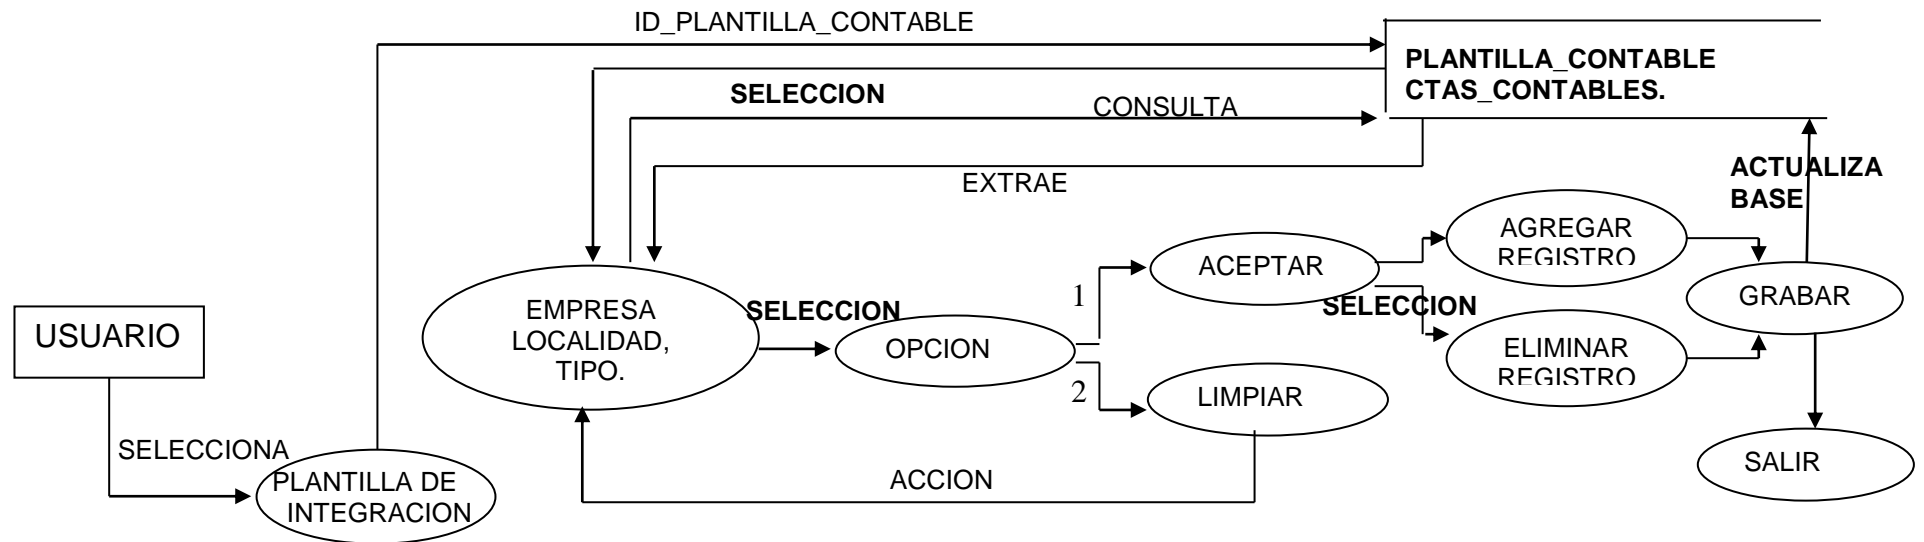 ID_PLANTILLA_CONTABLE
PLANTILLA_CONTABLE
CTAS_CONTABLES.
SELECCION
CONSULTA
EXTRAE
ACTUALIZA
BASE
AGREGAR
REGISTRO
ACEPTAR
1
SELECCION
GRABAR
EMPRESA
LOCALIDAD,
TIPO.
SELECCION
OPCION
USUARIO
ELIMINAR
REGISTRO
2
LIMPIAR
SELECCIONA
PLANTILLA DE
INTEGRACION
ACCION
SALIR